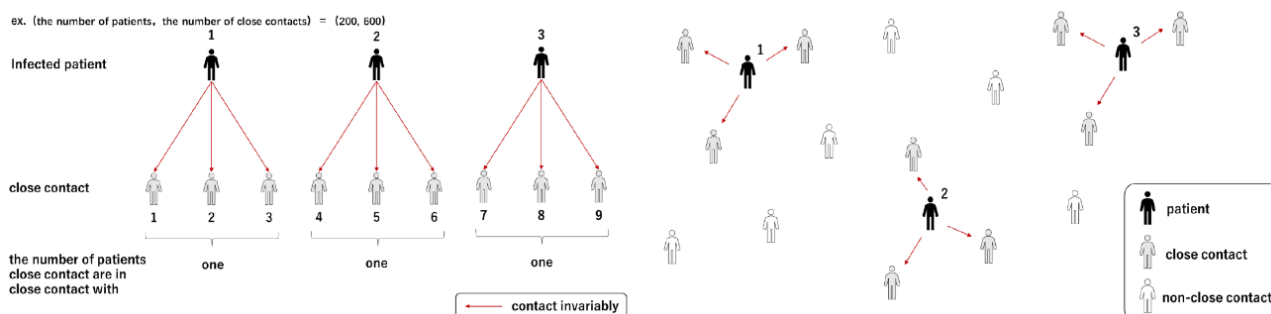 ex. (the number of patients, the number of close contacts) = (200, 600)
1 2 3
Infected patient
close contact
1 2 3 4 5 6 7 8 9
the number of patients
close contact are in
close contact with
one one one
contact invariably
1
3
2
patient
close contact
non-close contact